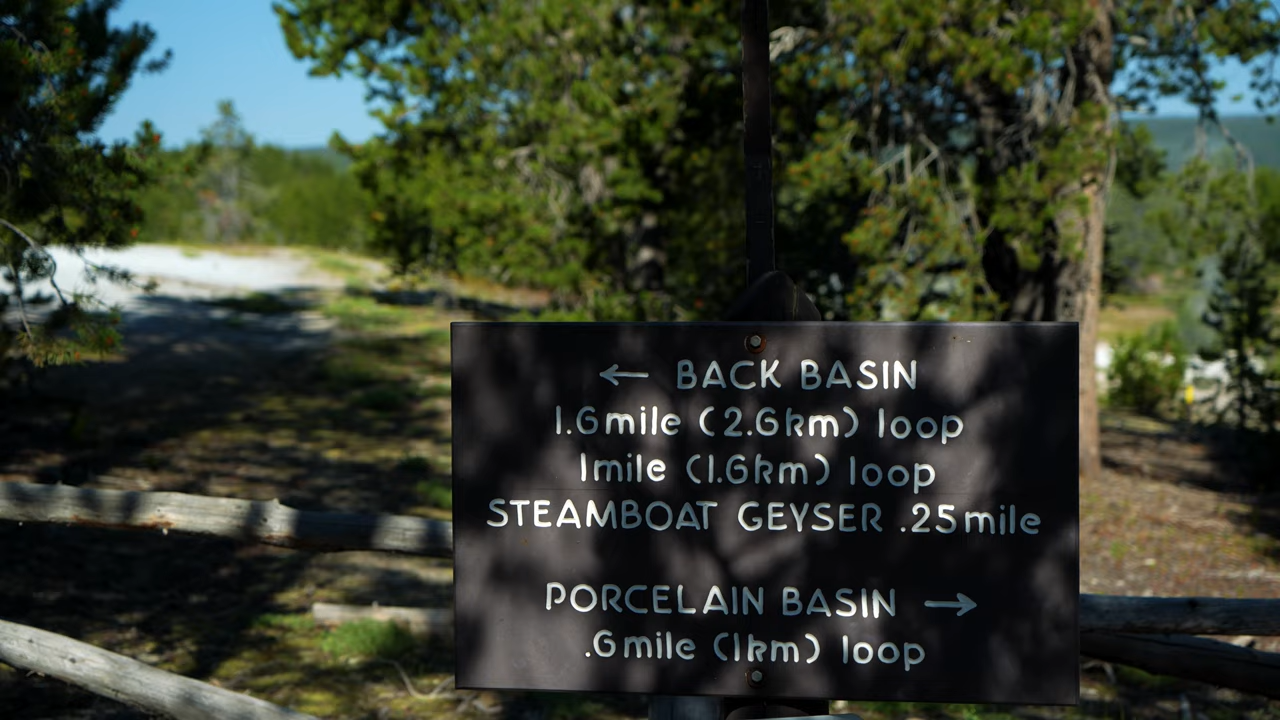 ← BACK BASIN
1.6mile (2.6km) loop
1mile (1.6km) loop
STEAMBOAT GEYSER .25mile
PORCELAIN BASIN →
.6mile (1km) loop